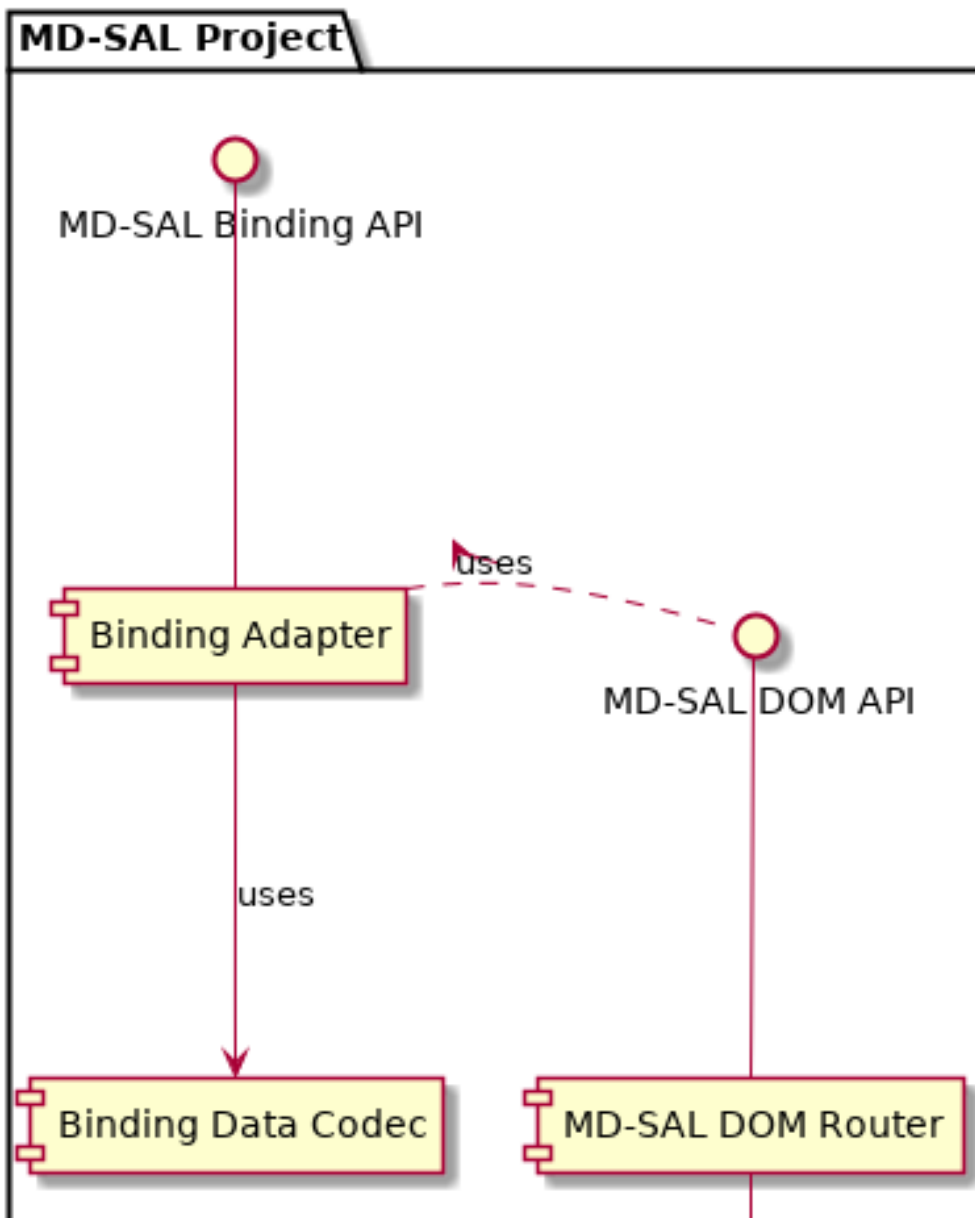 MD-SAL Project
MD-SAL Binding API
uses
Binding Adapter
MD-SAL DOM API
uses
Binding Data Codec
MD-SAL DOM Router